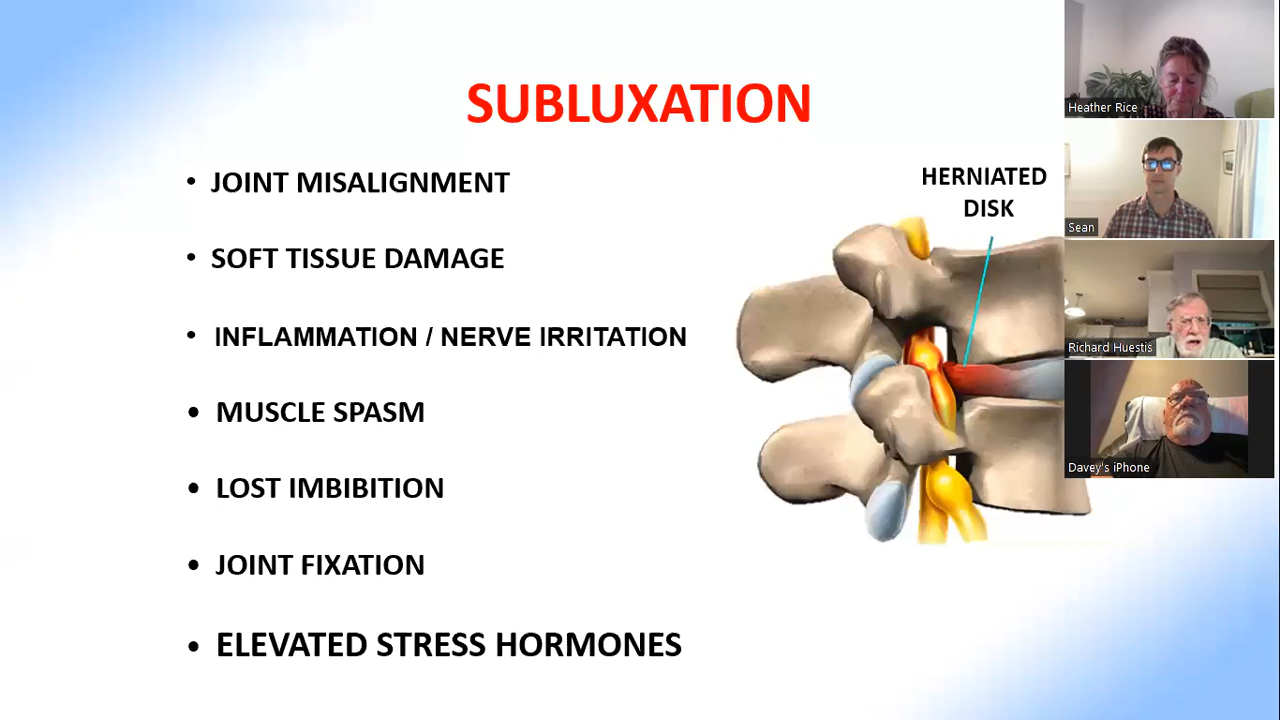 SUBLUXATION
• JOINT MISALIGNMENT
• SOFT TISSUE DAMAGE
• INFLAMMATION / NERVE IRRITATION
• MUSCLE SPASM
• LOST IMBIBITION
• JOINT FIXATION
• ELEVATED STRESS HORMONES
HERNIATED
DISK
Heather Rice
Sean
Richard Huestis
Davey's iPhone